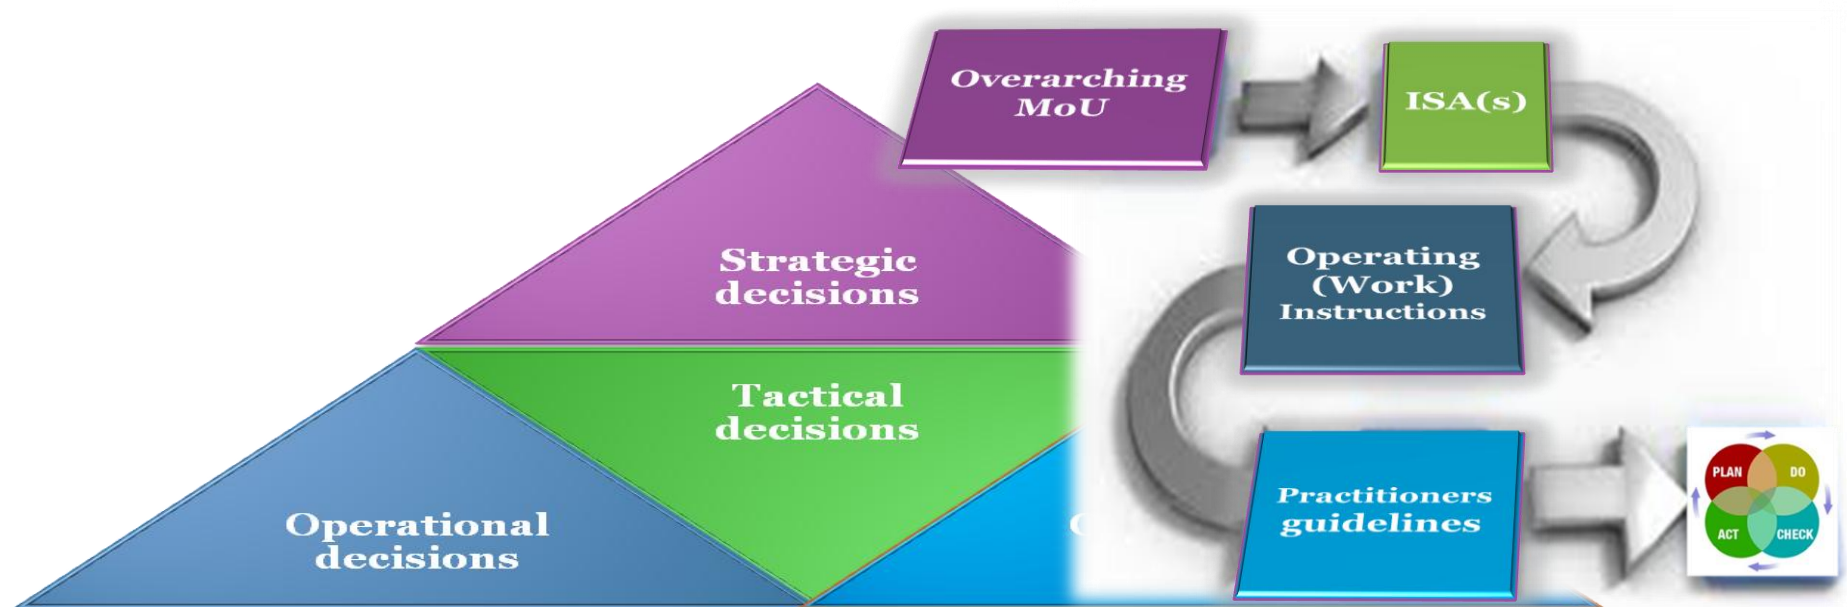 Overarching
MoU
ISA(s)
Strategic
decisions
Operating
(Work)
Instructions
Tactical
decisions
Operational
decisions
Practitioners
guidelines
PLAN
DO
ACT
CHECK